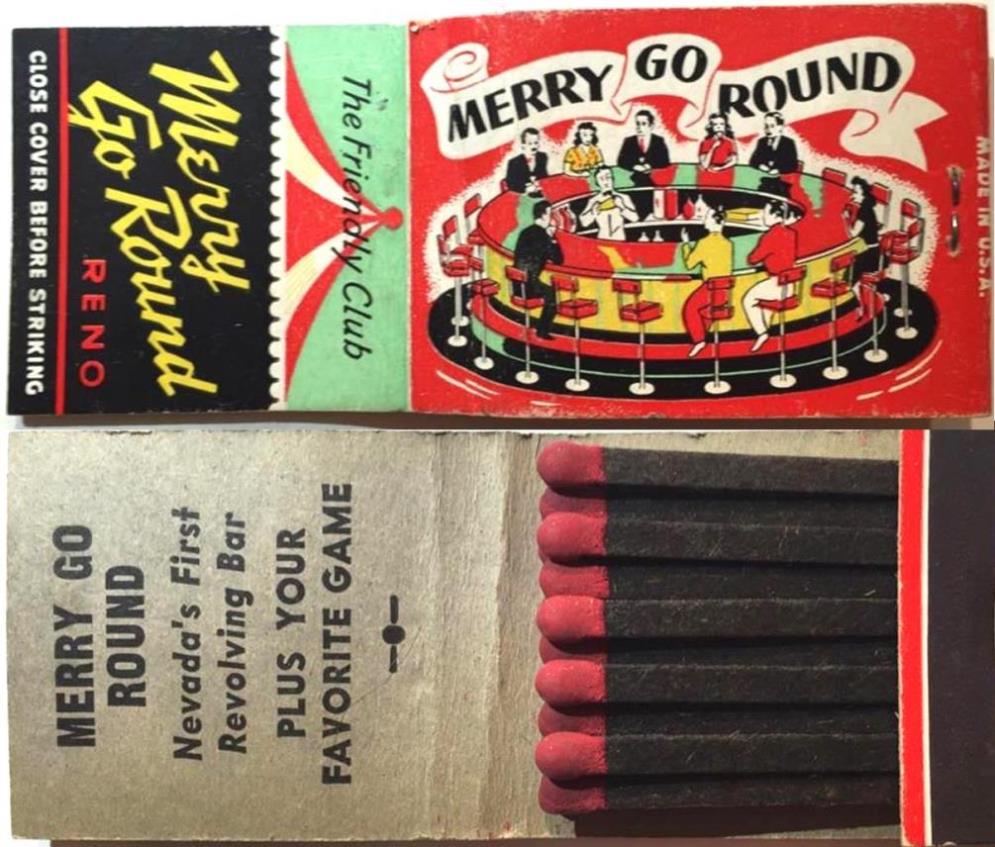 MERRY GO ROUND
MADE IN U.S.A.
The Friendly Club
Merry
Go Round
RENO
CLOSE COVER BEFORE STRIKING
MERRY GO
ROUND
Nevada's First
Revolving Bar
PLUS YOUR
FAVORITE GAME